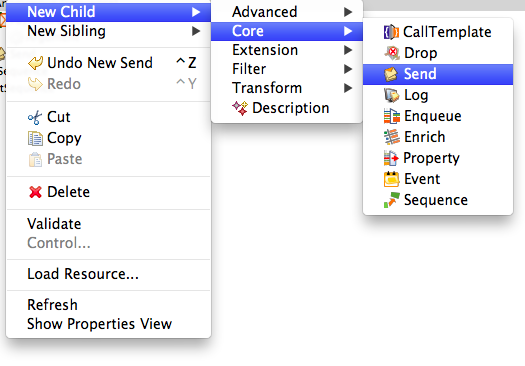 New Child
New Sibling
Undo New Send ^Z
Redo ^Y
Cut
Copy
Paste
Delete
Validate
Control...
Load Resource...
Refresh
Show Properties View
Advanced
Core
Extension
Filter
Transform
Description
CallTemplate
Drop
Send
Log
Enqueue
Enrich
Property
Event
Sequence